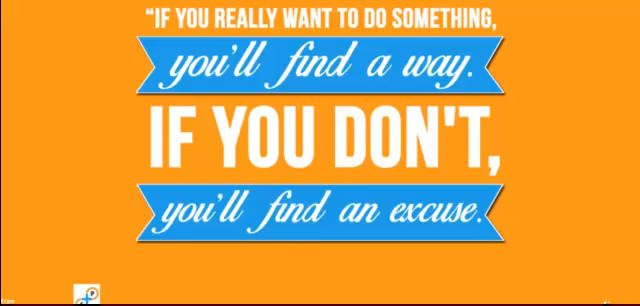 “IF YOU REALLY WANT TO DO SOMETHING,
you'll find a way.
IF YOU DON'T,
you'll find an excuse.